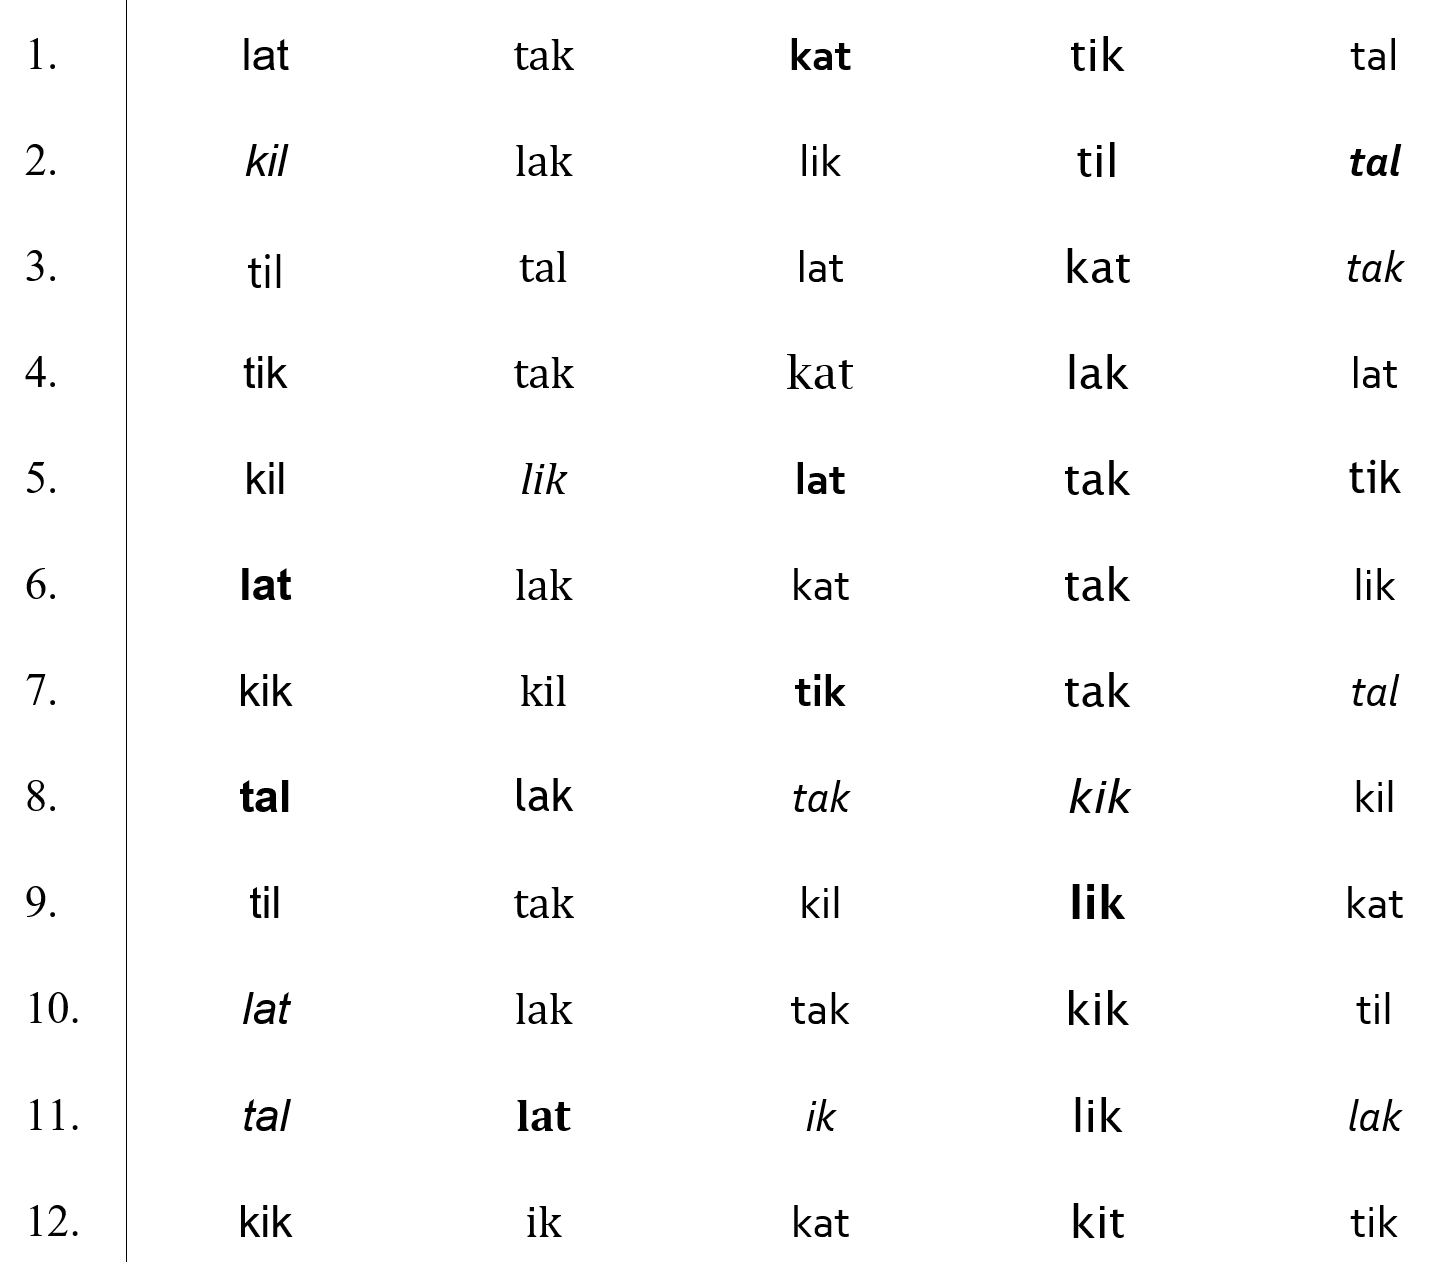 1. lat tak kat tik tal
2. kil lak lik til tal
3. til tal lat kat tak
4. tik tak kat lak lat
5. kil lik lat tak tik
6. lat lak kat tak lik
7. kik kil tik tak tal
8. tal lak tak kik kil
9. til tak kil lik kat
10. lat lak tak kik til
11. tal lat ik lik lak
12. kik ik kat kit tik